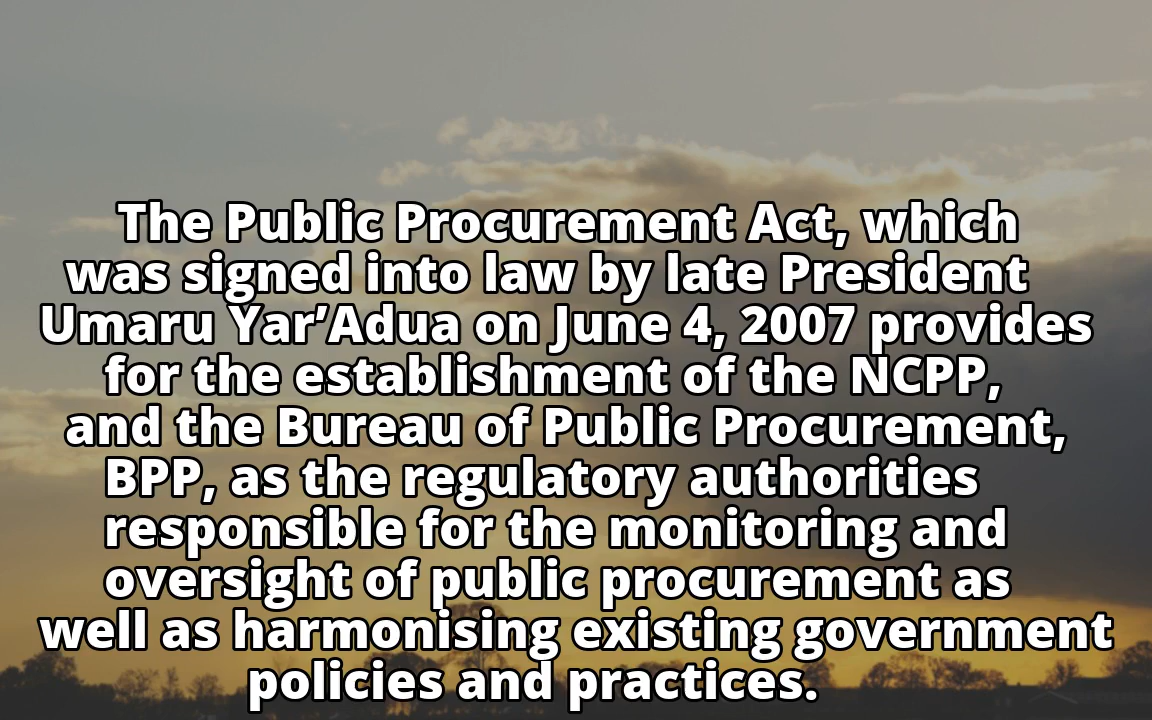 The Public Procurement Act, which
was signed into law by late President
Umaru Yar’Adua on June 4, 2007 provides
for the establishment of the NCPP,
and the Bureau of Public Procurement,
BPP, as the regulatory authorities
responsible for the monitoring and
oversight of public procurement as
well as harmonising existing government
policies and practices.